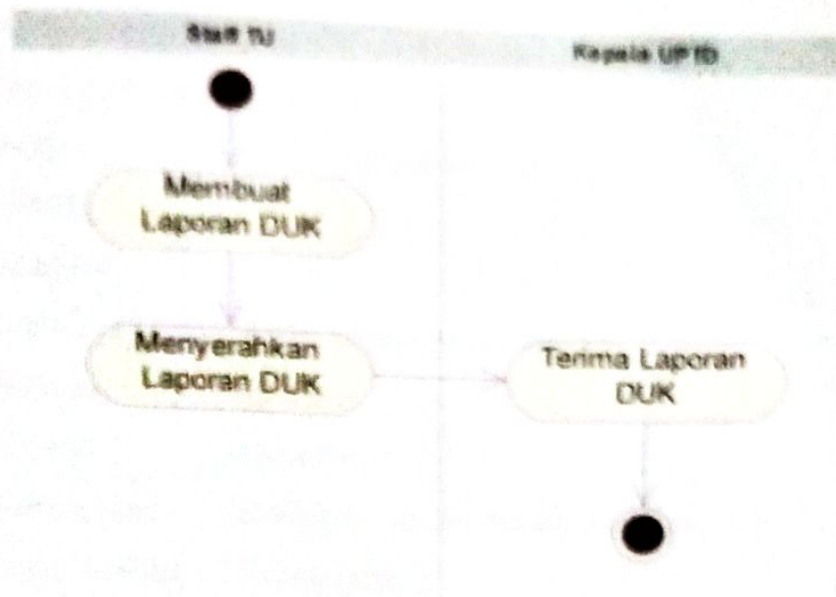 Staff TU
Kepala UPTD
Membuat
Laporan DUK
Menyerahkan
Laporan DUK
Terima Laporan
DUK